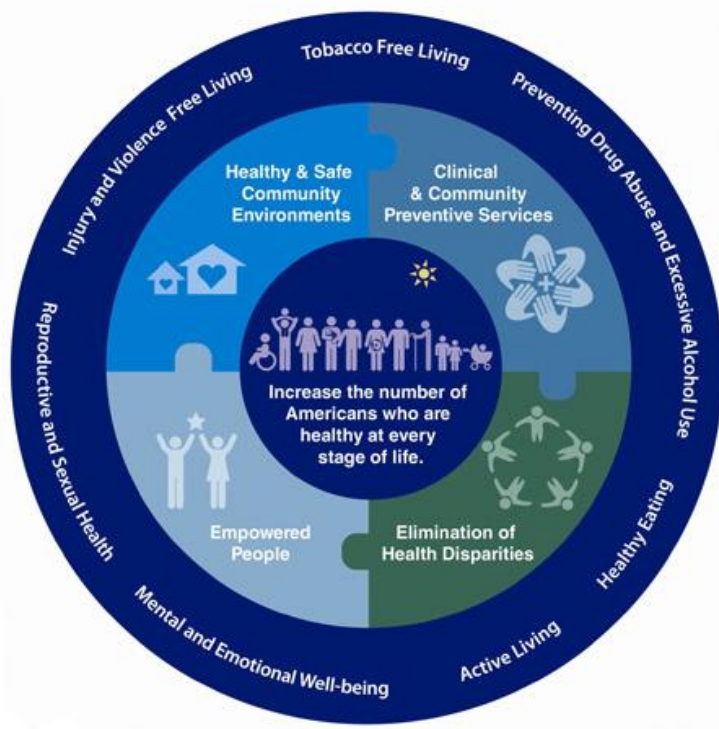 Tobacco Free Living
Preventing Drug Abuse and Excessive Alcohol Use
Healthy Eating
Active Living
Mental and Emotional Well-being
Reproductive and Sexual Health
Injury and Violence Free Living
Healthy & Safe
Community
Environments
Clinical
& Community
Preventive Services
Increase the number of
Americans who are
healthy at every
stage of life.
Empowered
People
Elimination of
Health Disparities